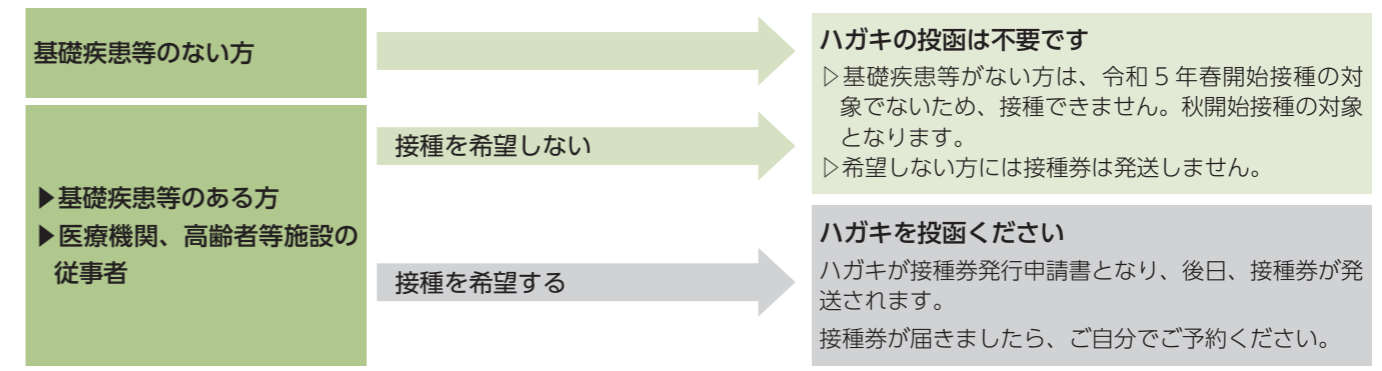 基礎疾患等のない方
ハガキの投函は不要です
▷基礎疾患等がない方は、令和5年春開始接種の対
象でないため、接種できません。秋開始接種の対象
となります。
▷希望しない方には接種券は発送しません。
▶基礎疾患等のある方
▶医療機関、高齢者等施設の
従事者
接種を希望しない
接種を希望する
ハガキを投函ください
ハガキが接種券発行申請書となり、後日、接種券が発
送されます。
接種券が届きましたら、ご自分でご予約ください。